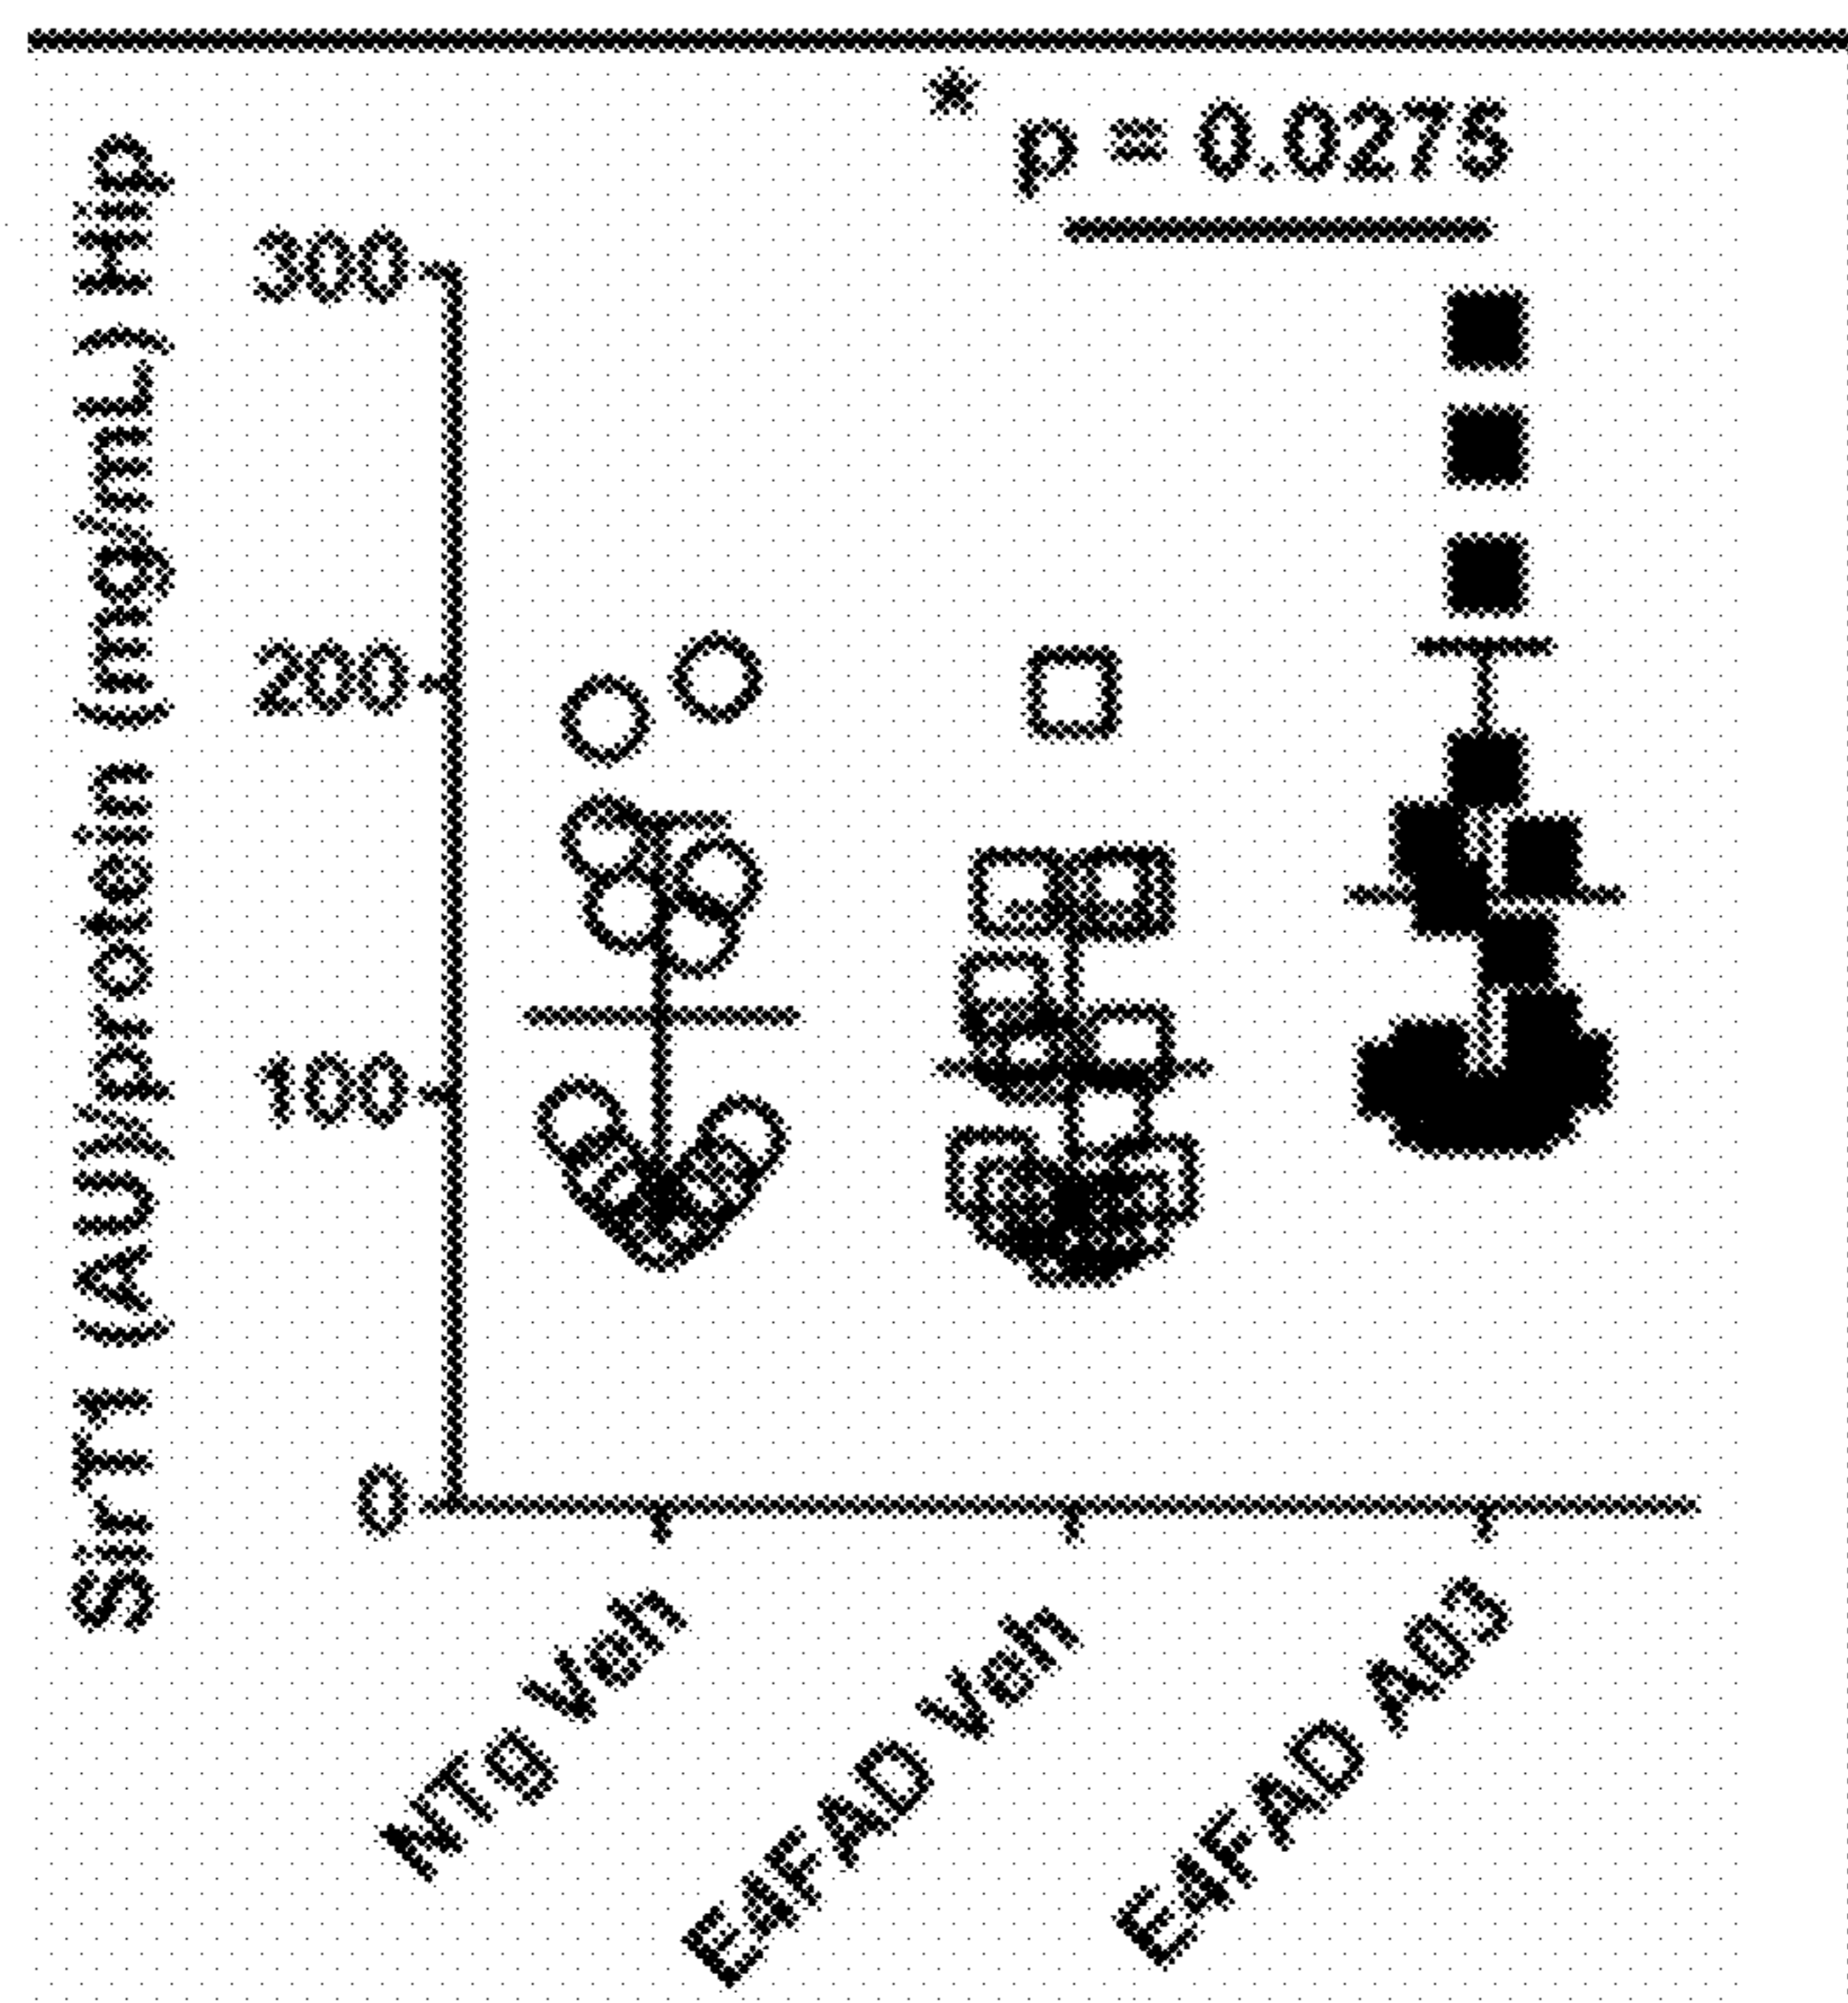 *
p = 0.0275
SirT1 (AU)/protein (mg/mL) Hip
300
200
100
0
NTg Veh
E4FAD Veh
E4FAD A03